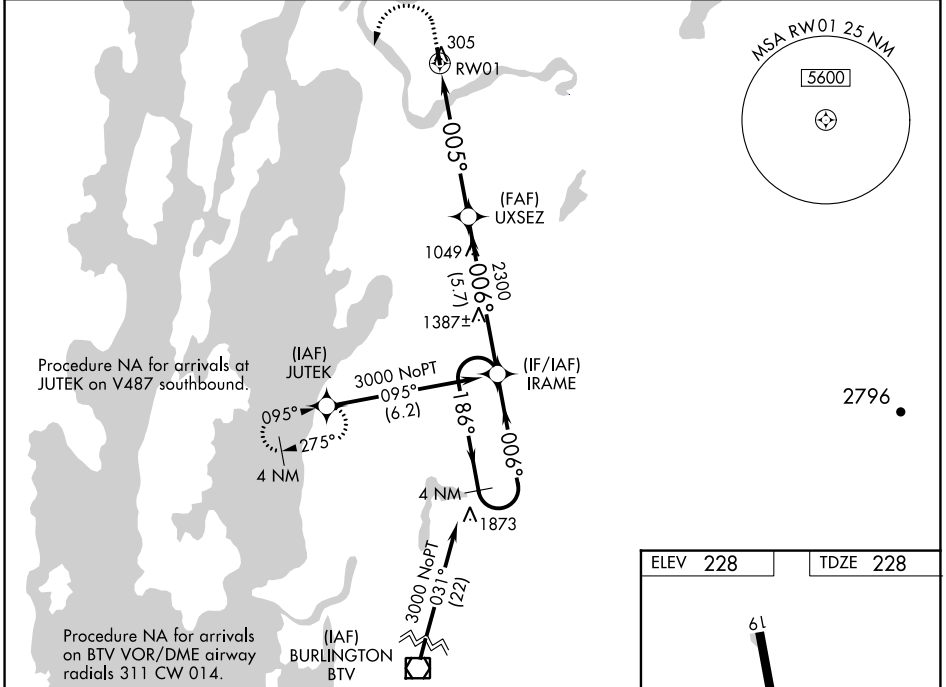 305
RW01
MSA RW01 25 NM
5600
005°
(FAF)
UXSEZ
1049
2300
006°
(5.7)
1387±
Procedure NA for arrivals at
JUTEK on V487 southbound.
(IAF)
JUTEK
3000 NoPT
095°
(6.2)
(IF/IAF)
IRAME
2796
095°
275°
4 NM
186°
006°
4 NM
1873
3000 NoPT
031°
(22)
ELEV 228
TDZE 228
19
Procedure NA for arrivals
on BTV VOR/DME airway
radials 311 CW 014.
(IAF)
BURLINGTON
BTV